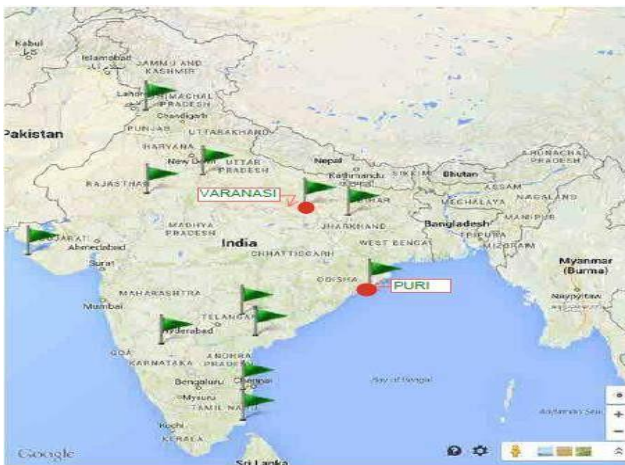 Kabul
Islamabad
JAMMU AND
KASHMIR
HIMACHAL
PRADESH
Chandigarh
PUNJAB
UTTARAKHAND
Pakistan
HARYANA
New
UTTAR
PRADESH
Nepal
Kathmandu
SIKKIM
Bhutan
ARUNACHAL
PRADESH
ASSAM
NAGALAND
RAJASTHAN
VARANASI
BIHAR
MEGHALAYA
MANIPUR
Bangladesh
TRIPURA
MIZORAM
GUJARAT
Ahmedabad
MADHYA
PRADESH
India
JHARKHAND
WEST BENGAL
CHHATTISGARH
Surat
Myanmar
(Burma)
ODISHA
PURI
Naypyitaw
Mumbai
MAHARASHTRA
TELANGANA
Hyderabad
GOA
KARNATAKA
ANDHRA
PRADESH
Bengaluru
Chennai
Bay of Bengal
Mysuru
TAMIL NADU
Andaman Sea
Kochi
KERALA
Google
Sri Lanka